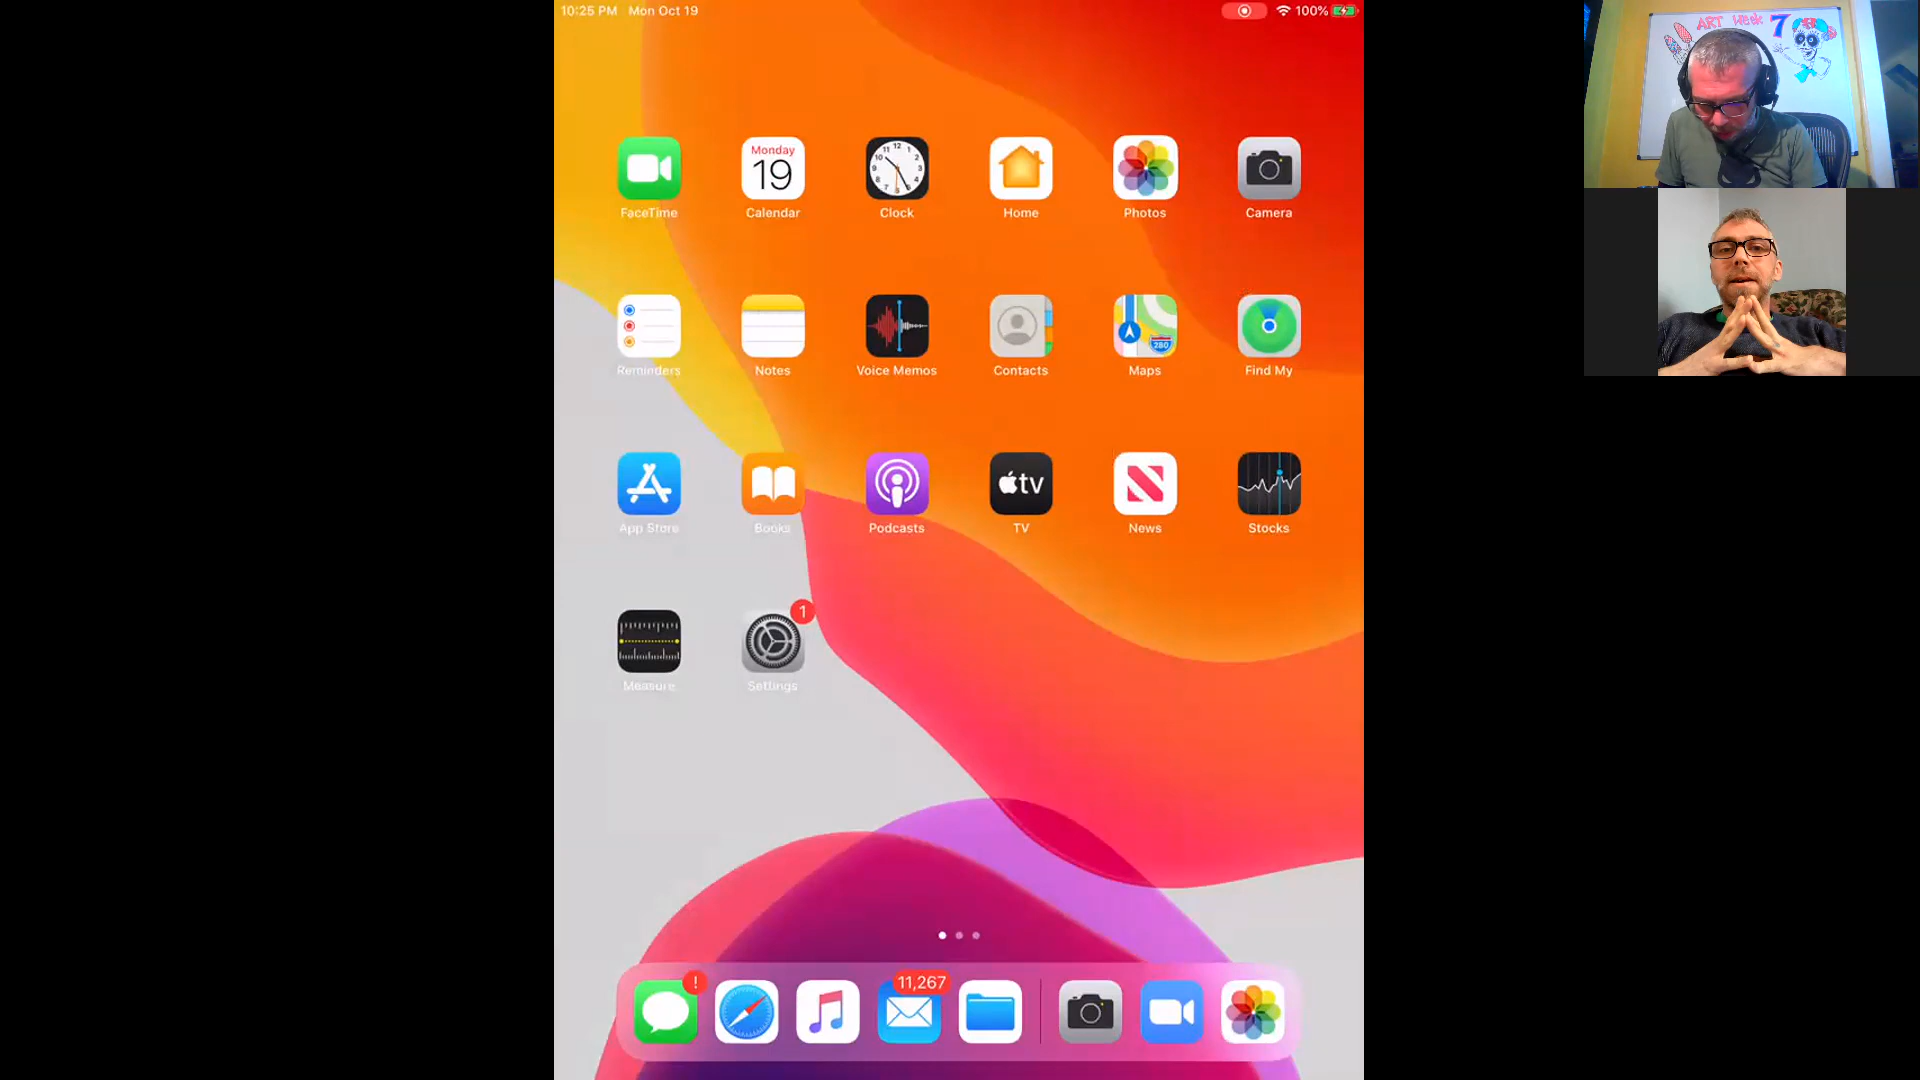 10:25 PM Mon Oct 19
100%
ART Week 7
Monday
19
FaceTime
Calendar
Clock
Home
Photos
Camera
280
Reminders
Notes
Voice Memos
Contacts
Maps
Find My
tv
App Store
Books
Podcasts
TV
News
Stocks
1
Measure
Settings
!
11,267